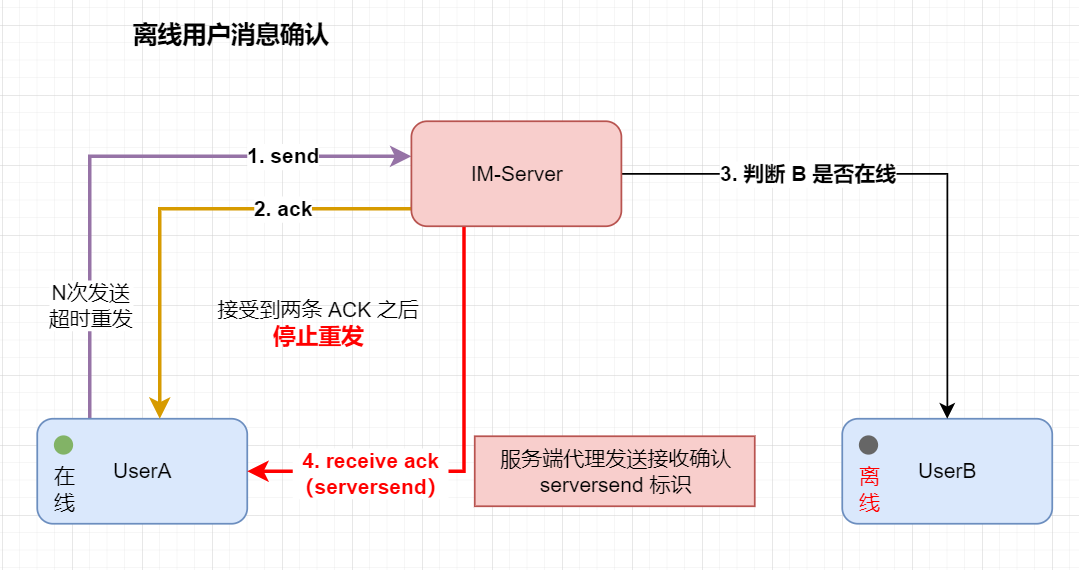 离线用户消息确认
1. send
IM-Server
3. 判断 B 是否在线
2. ack
N次发送
超时重发
接受到两条 ACK 之后
停止重发
在
线
UserA
4. receive ack
（serversend）
服务端代理发送接收确认
serversend 标识
离
线
UserB